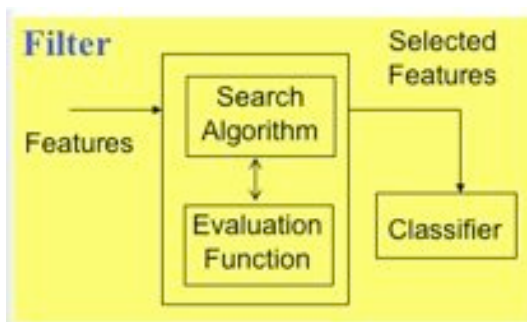 Filter
Selected
Features
Search
Algorithm
Features
Evaluation
Function
Classifier